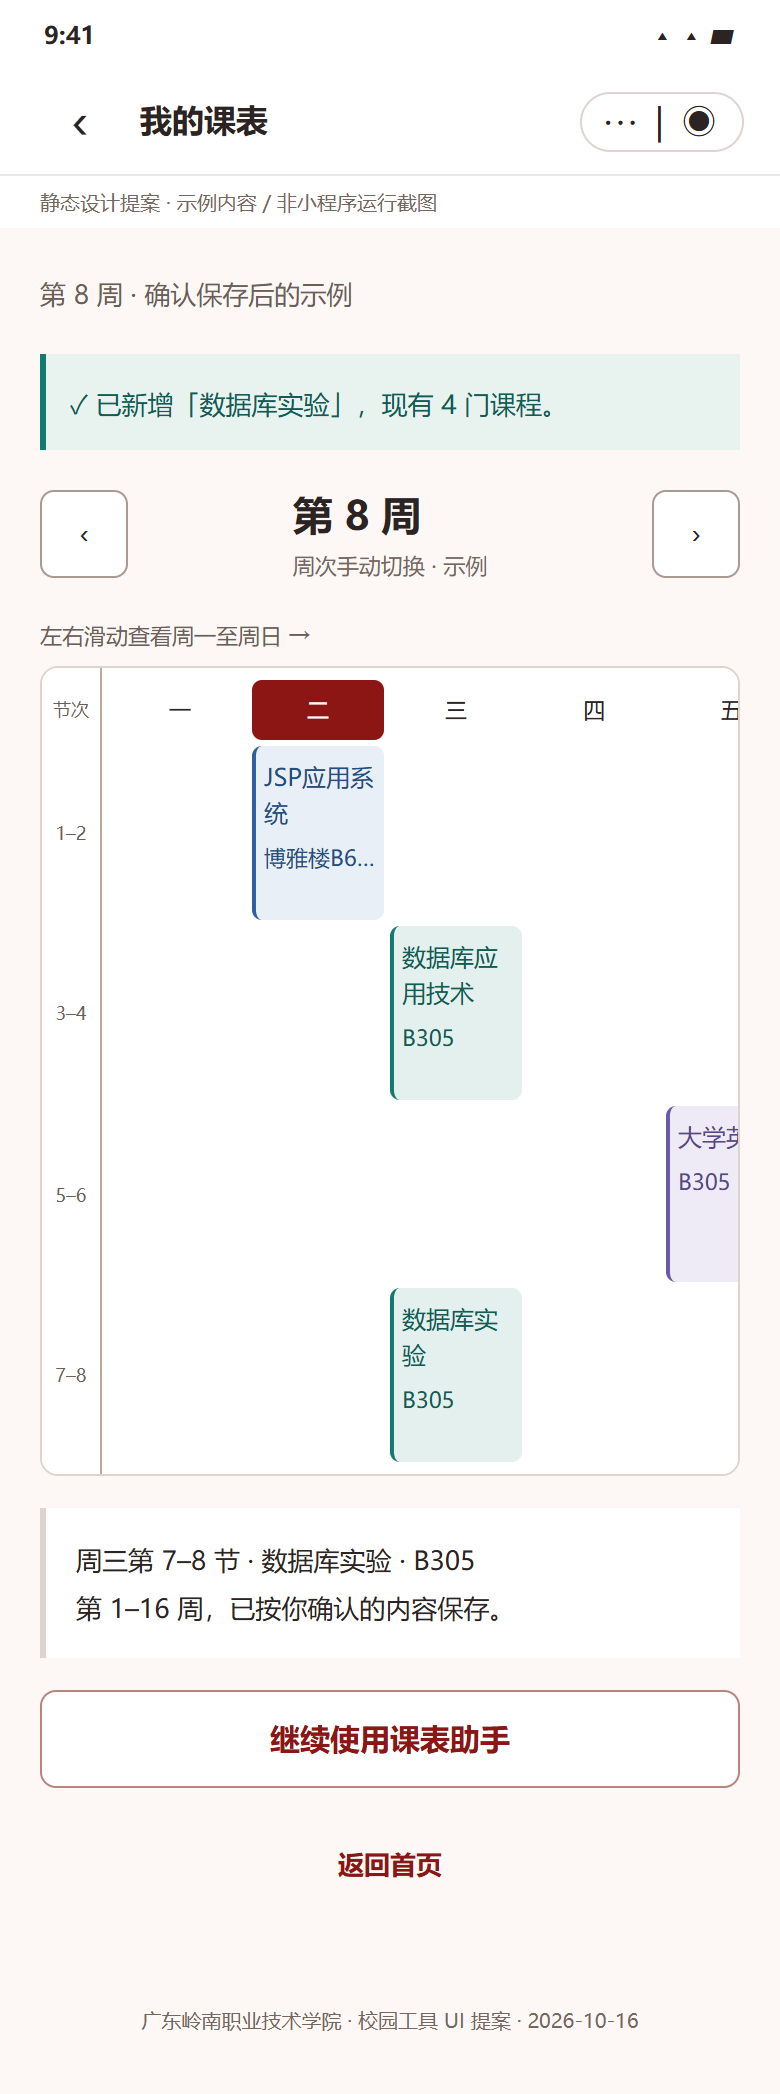 9:41
我的课表
静态设计提案 · 示例内容 / 非小程序运行截图
第 8 周 · 确认保存后的示例
✓ 已新增「数据库实验」，现有 4 门课程。
第 8 周
周次手动切换 · 示例
左右滑动查看周一至周日 →
节次 一 二 三 四 五
1–2
JSP应用系
统
博雅楼B6...
3–4
数据库应
用技术
B305
5–6
大学英
B305
7–8
数据库实
验
B305
周三第 7–8 节 · 数据库实验 · B305
第 1–16 周，已按你确认的内容保存。
继续使用课表助手
返回首页
广东岭南职业技术学院 · 校园工具 UI 提案 · 2026-10-16